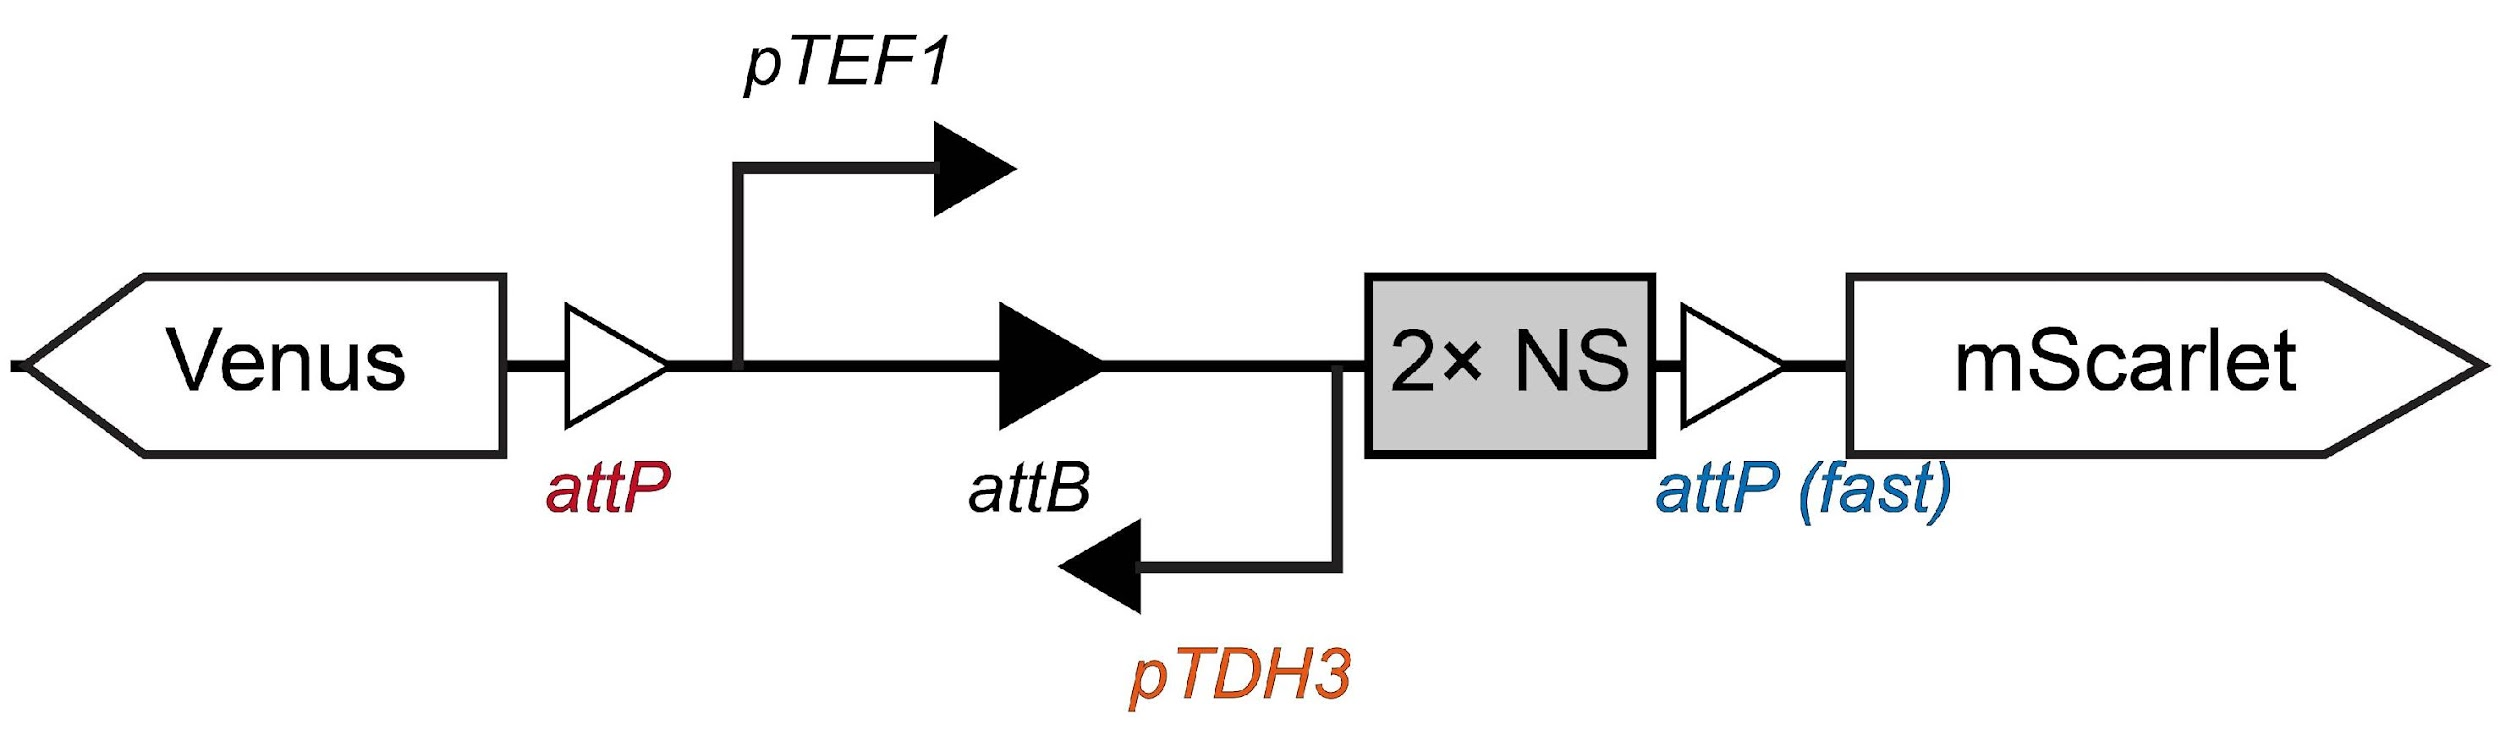 pTEF1
Venus
2× NS
mScarlet
attP
attB
attP (fast)
pTDH3